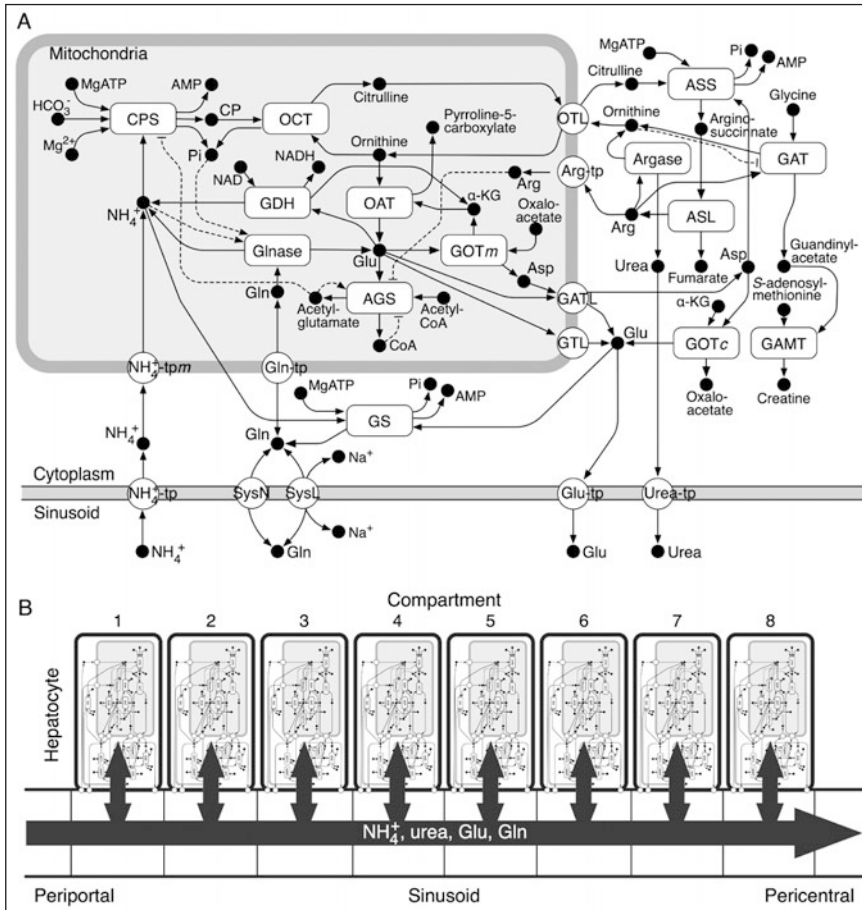 A
Mitochondria
MgATP
AMP
HCO₃⁻
CPS
CP
OCT
Citrulline
Mg²⁺
Pi
Ornithine
Pyrroline-5-
carboxylate
NAD
NADH
GDH
OAT
α-KG
NH₄⁺
Glnase
Glu
GOTm
Oxalo-
acetate
Asp
Gln
AGS
Acetyl-
glutamate
Acetyl-
CoA
CoA
OTL
Arg-tp
Arg
GATL
GTL
NH₄⁺-tpm
Gln-tp
MgATP
Pi
AMP
Citrulline
ASS
Ornithine
Argino-
succinate
Glycine
GAT
Argase
Arg
ASL
Urea
Fumarate
Asp
Guandinyl-
acetate
S-adenosyl-
methionine
α-KG
Glu
GOTc
GAMT
Oxalo-
acetate
Creatine
MgATP
Pi
AMP
GS
NH₄⁺
Gln
Na⁺
Cytoplasm
NH₄⁺-tp
SysN
SysL
Glu-tp
Urea-tp
Sinusoid
Na⁺
NH₄⁺
Gln
Glu
Urea
B
Compartment
1 2 3 4 5 6 7 8
Hepatocyte
NH₄⁺, urea, Glu, Gln
Periportal Sinusoid Pericentral